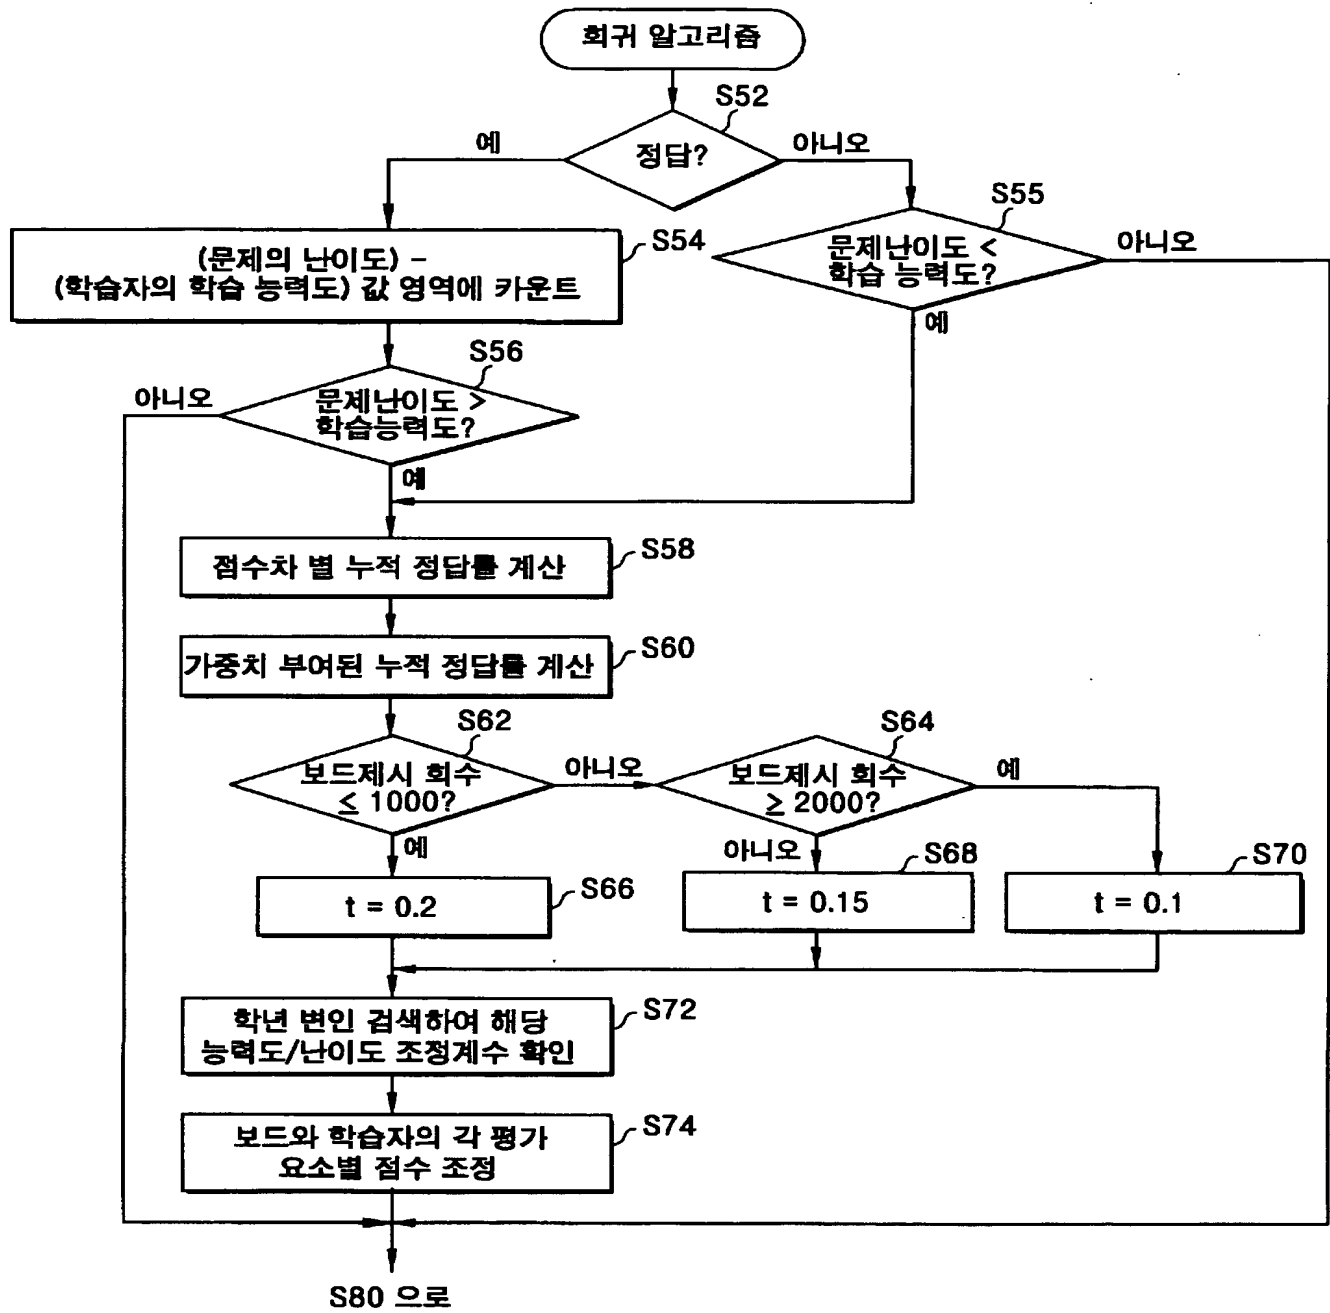 회귀 알고리즘
S52
정답?
예
아니오
S55
문제난이도 <
학습 능력도?
아니오
예
S54
(문제의 난이도) –
(학습자의 학습 능력도) 값 영역에 카운트
S56
문제난이도 >
학습능력도?
아니오
예
S58
점수차 별 누적 정답률 계산
S60
가중치 부여된 누적 정답률 계산
S62
보드제시 회수
≤ 1000?
아니오
예
S64
보드제시 회수
≥ 2000?
예
아니오
S66
t = 0.2
S68
t = 0.15
S70
t = 0.1
S72
학년 변인 검색하여 해당
능력도/난이도 조정계수 확인
S74
보드와 학습자의 각 평가
요소별 점수 조정
S80 으로